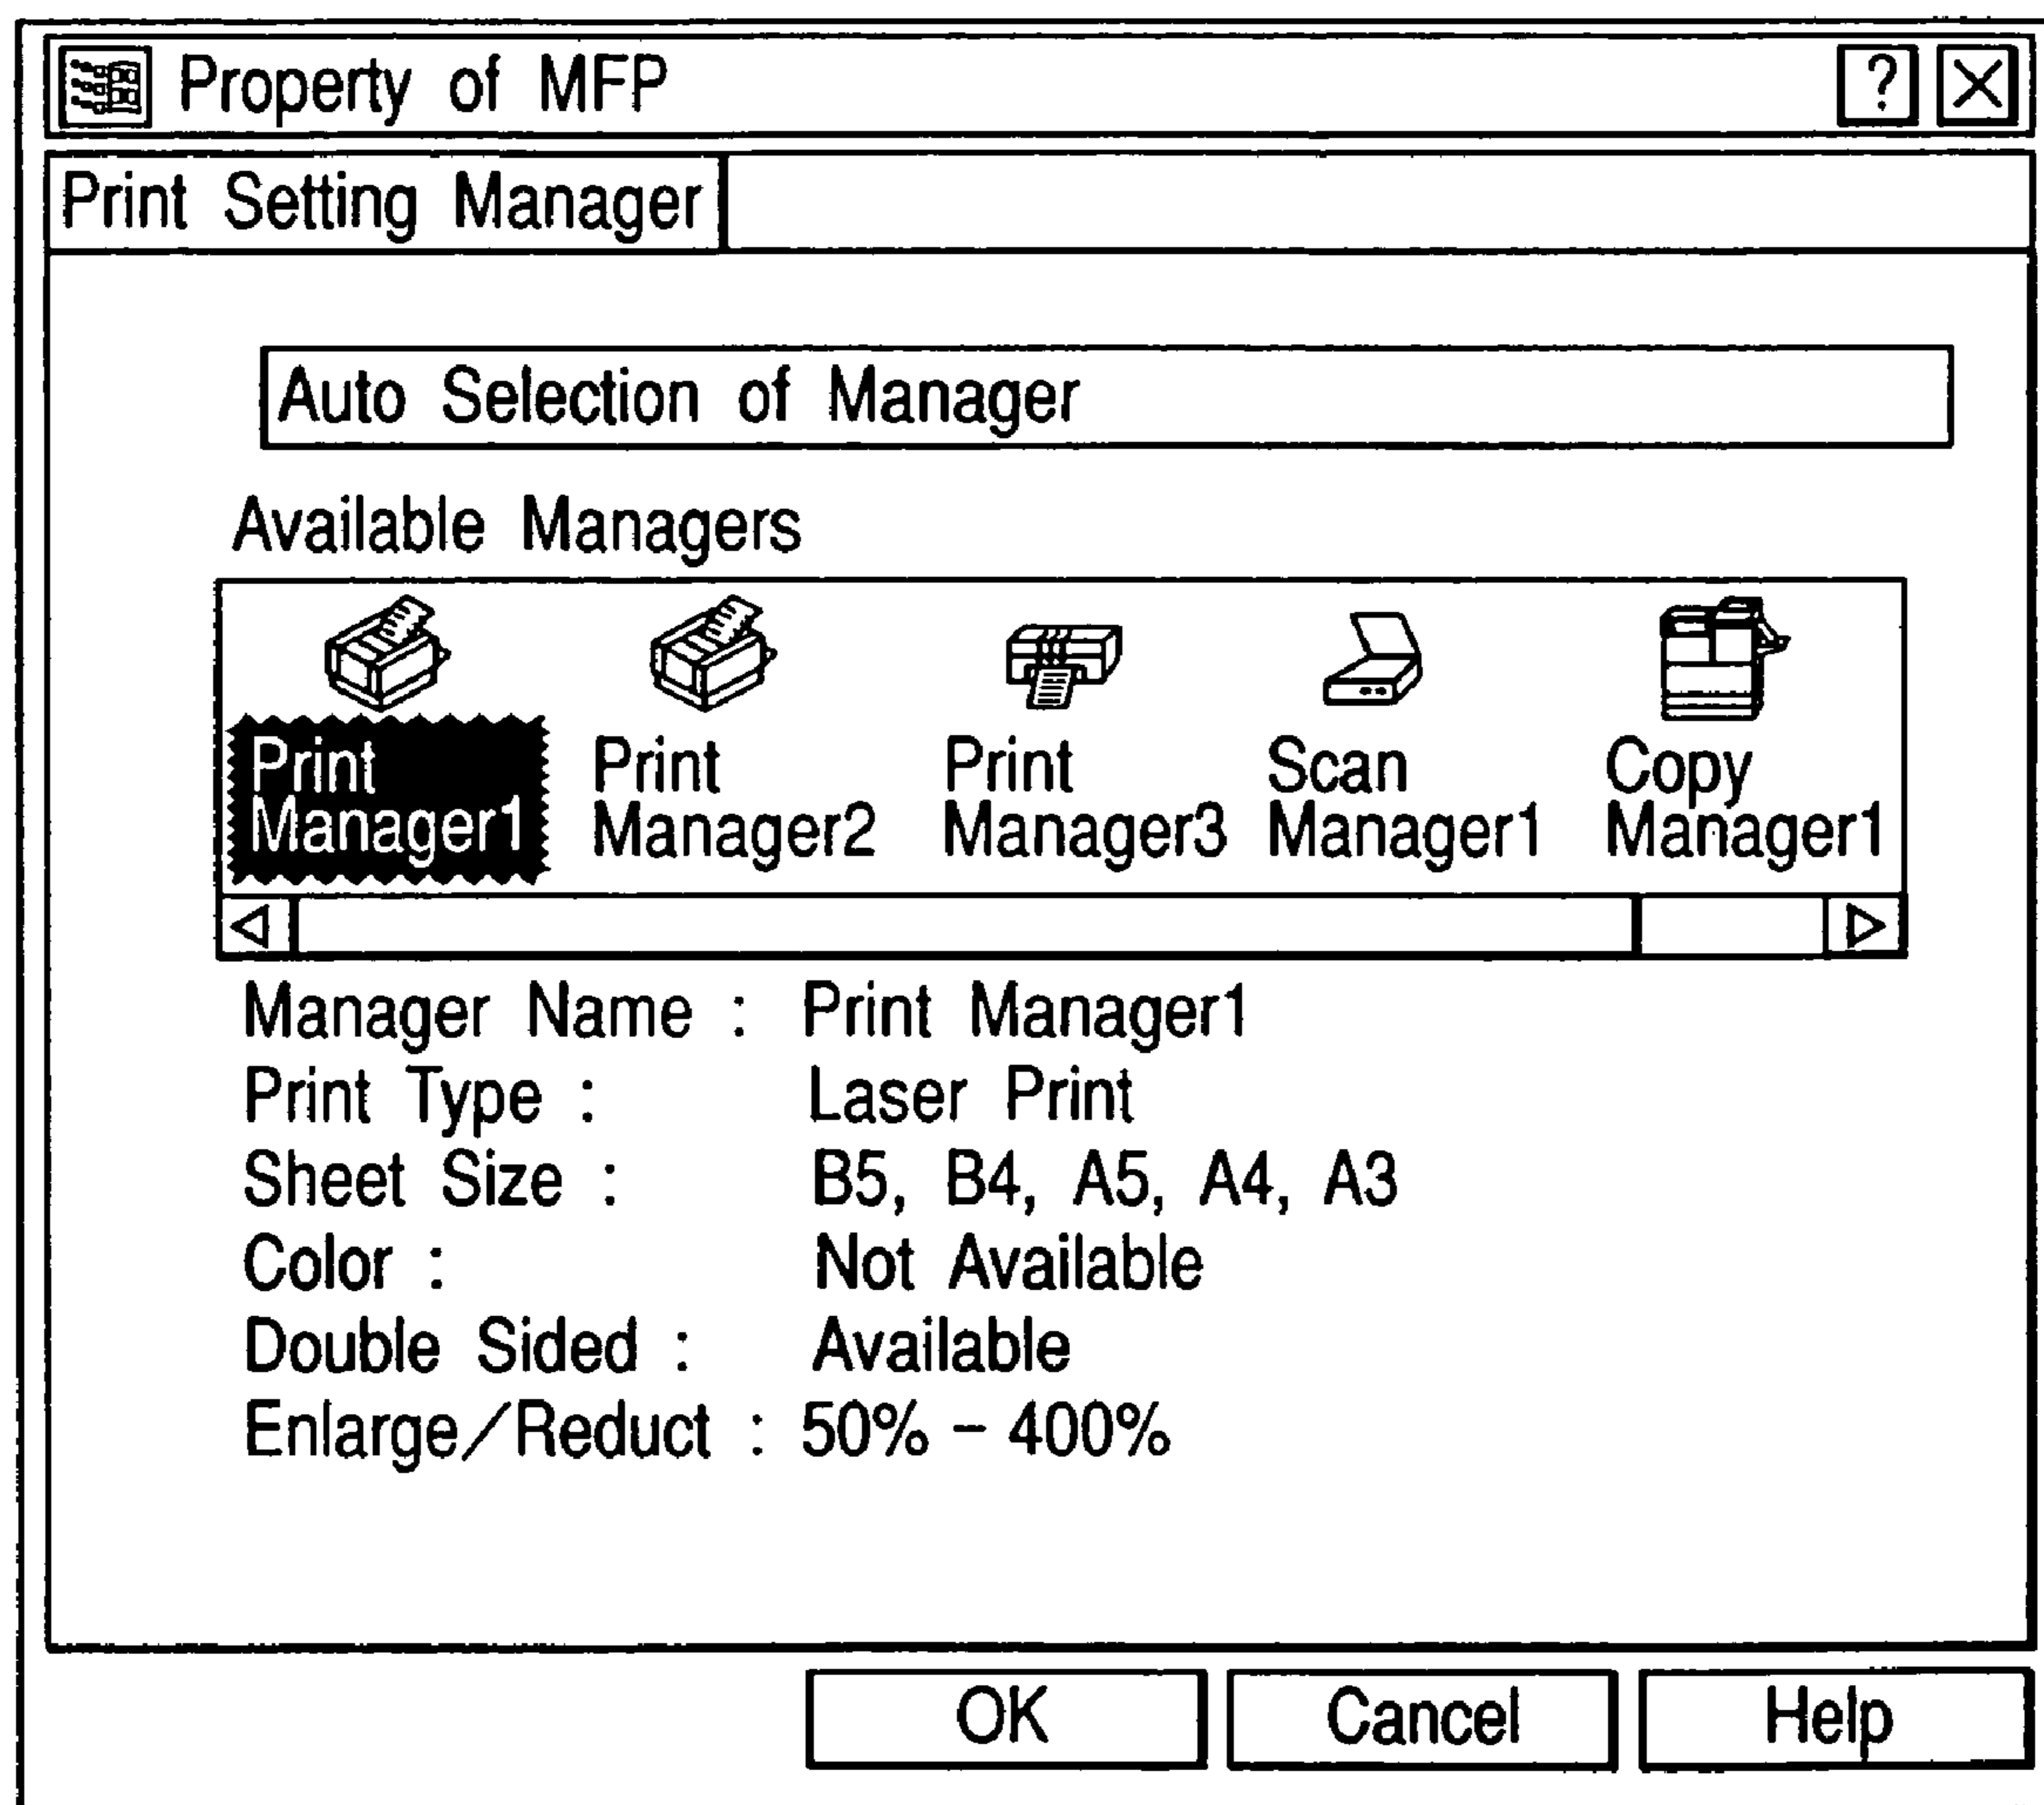 Property of MFP ?
Print Setting Manager
Auto Selection of Manager
Available Managers
Print Manager1
Print Manager2
Print Manager3
Scan Manager1
Copy Manager1
Manager Name : Print Manager1
Print Type : Laser Print
Sheet Size : B5, B4, A5, A4, A3
Color : Not Available
Double Sided : Available
Enlarge/Reduct : 50% – 400%
OK Cancel Help